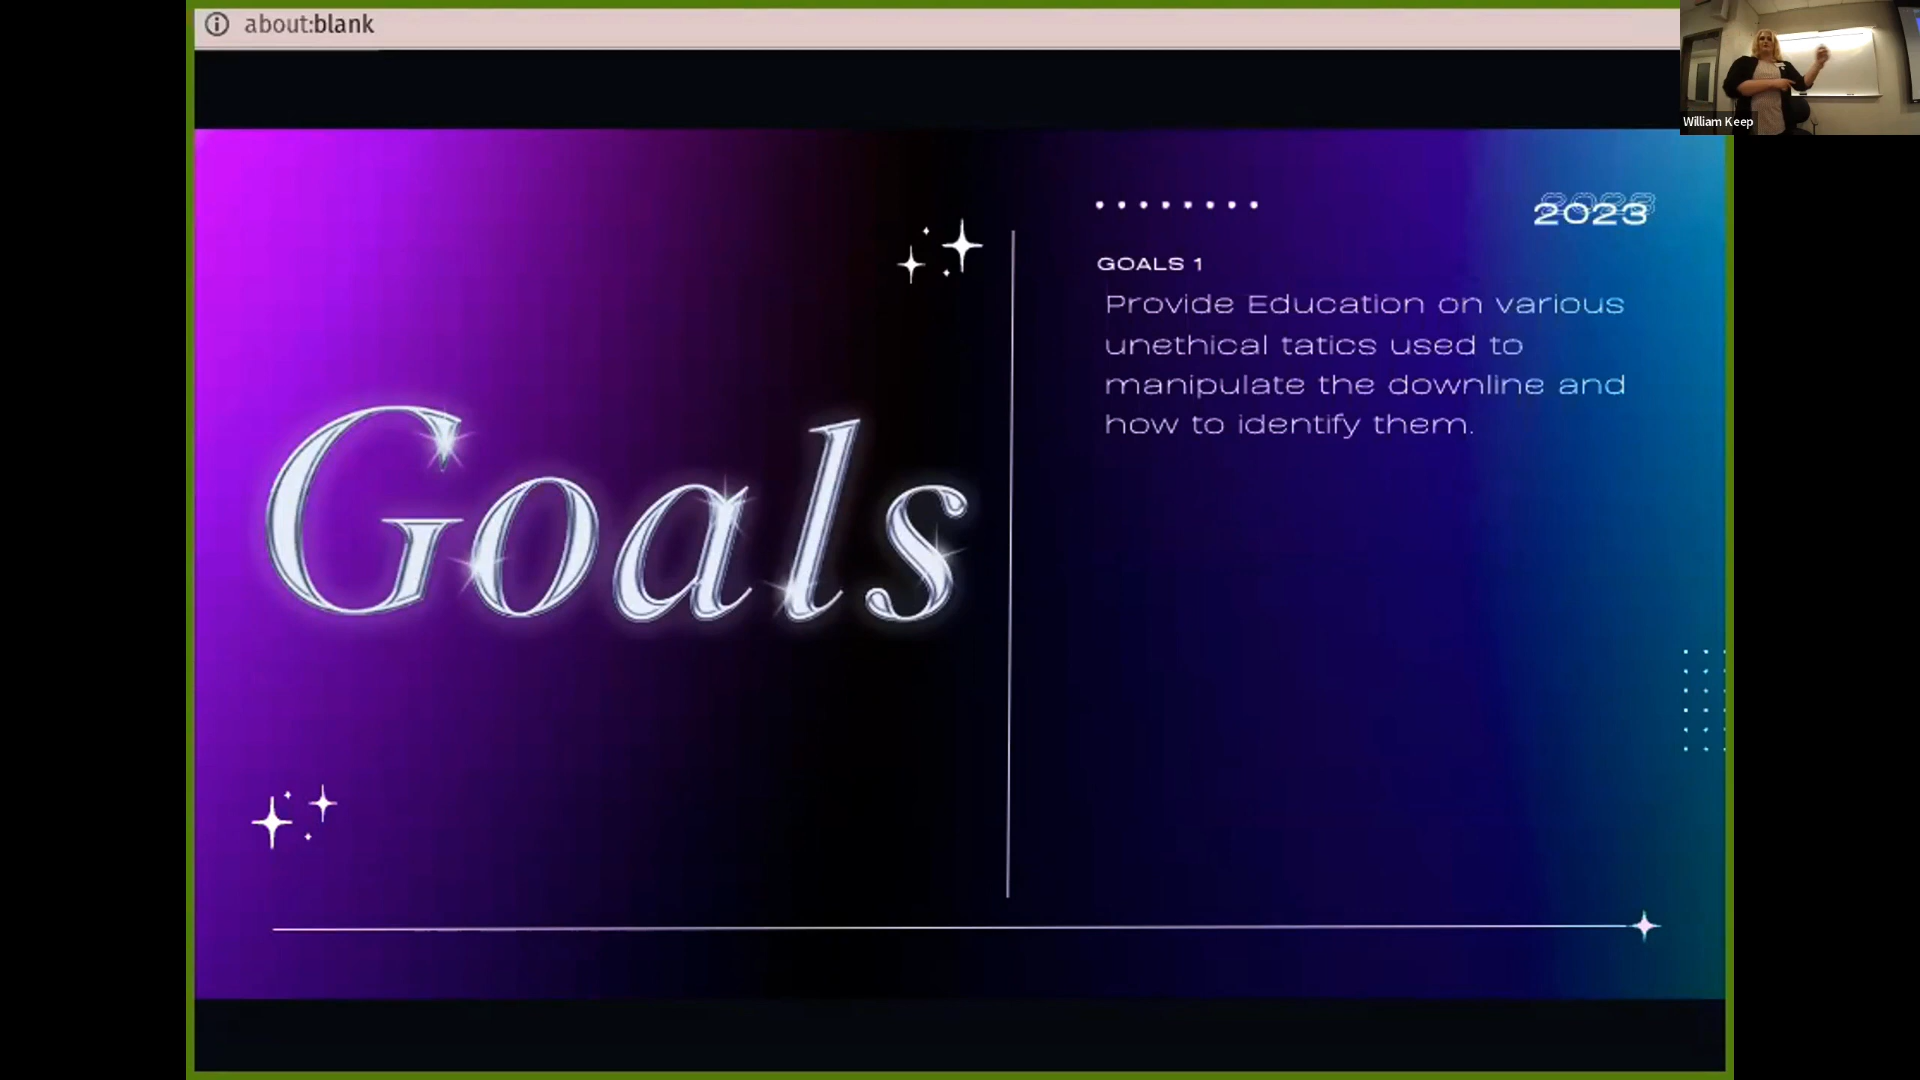 about:blank
William Keep
2023
2023
Goals
GOALS 1
Provide Education on various
unethical tatics used to
manipulate the downline and
how to identify them.